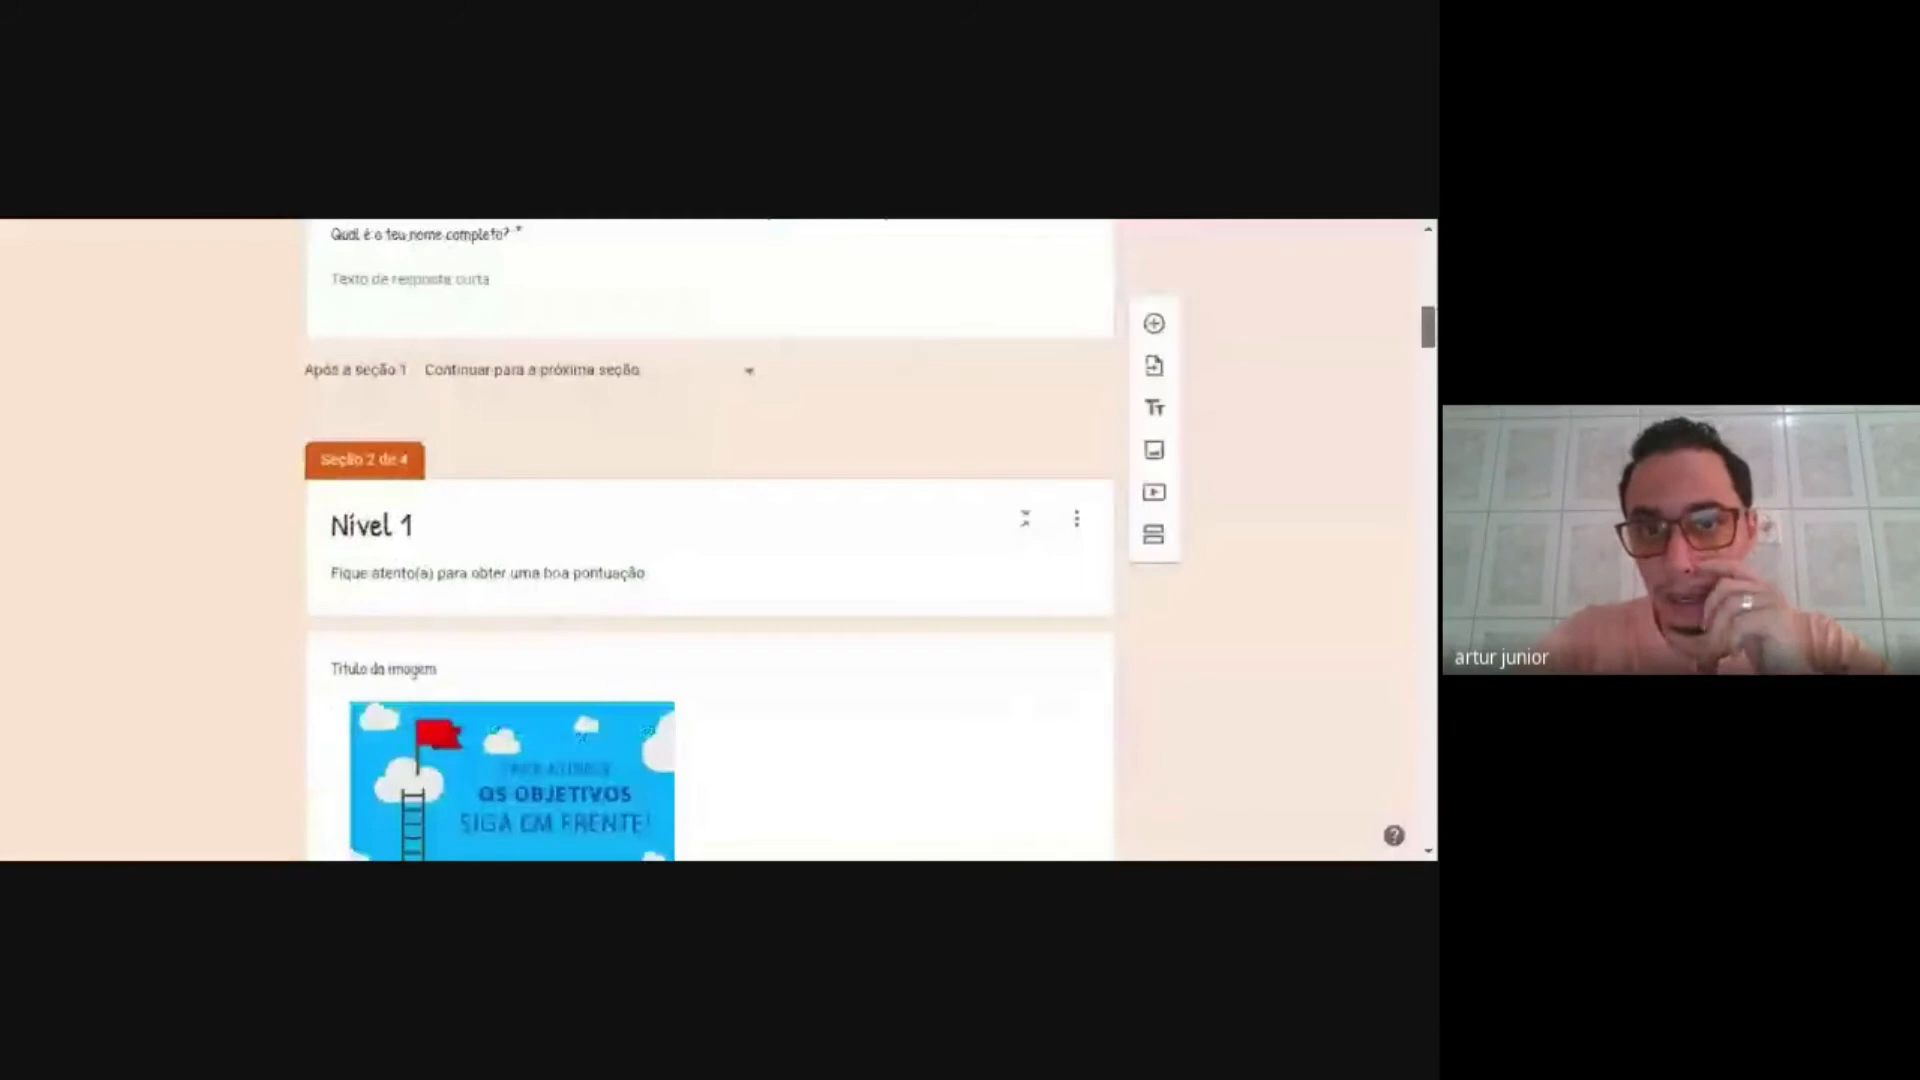 Qual é o teu nome completo? *
Texto de resposta curta
Após a seção 1 Continuar para a próxima seção
Seção 2 de 4
Nível 1
Fique atento(a) para obter uma boa pontuação
Título da imagem
OS OBJETIVOS
SIGA EM FRENTE!
artur junior